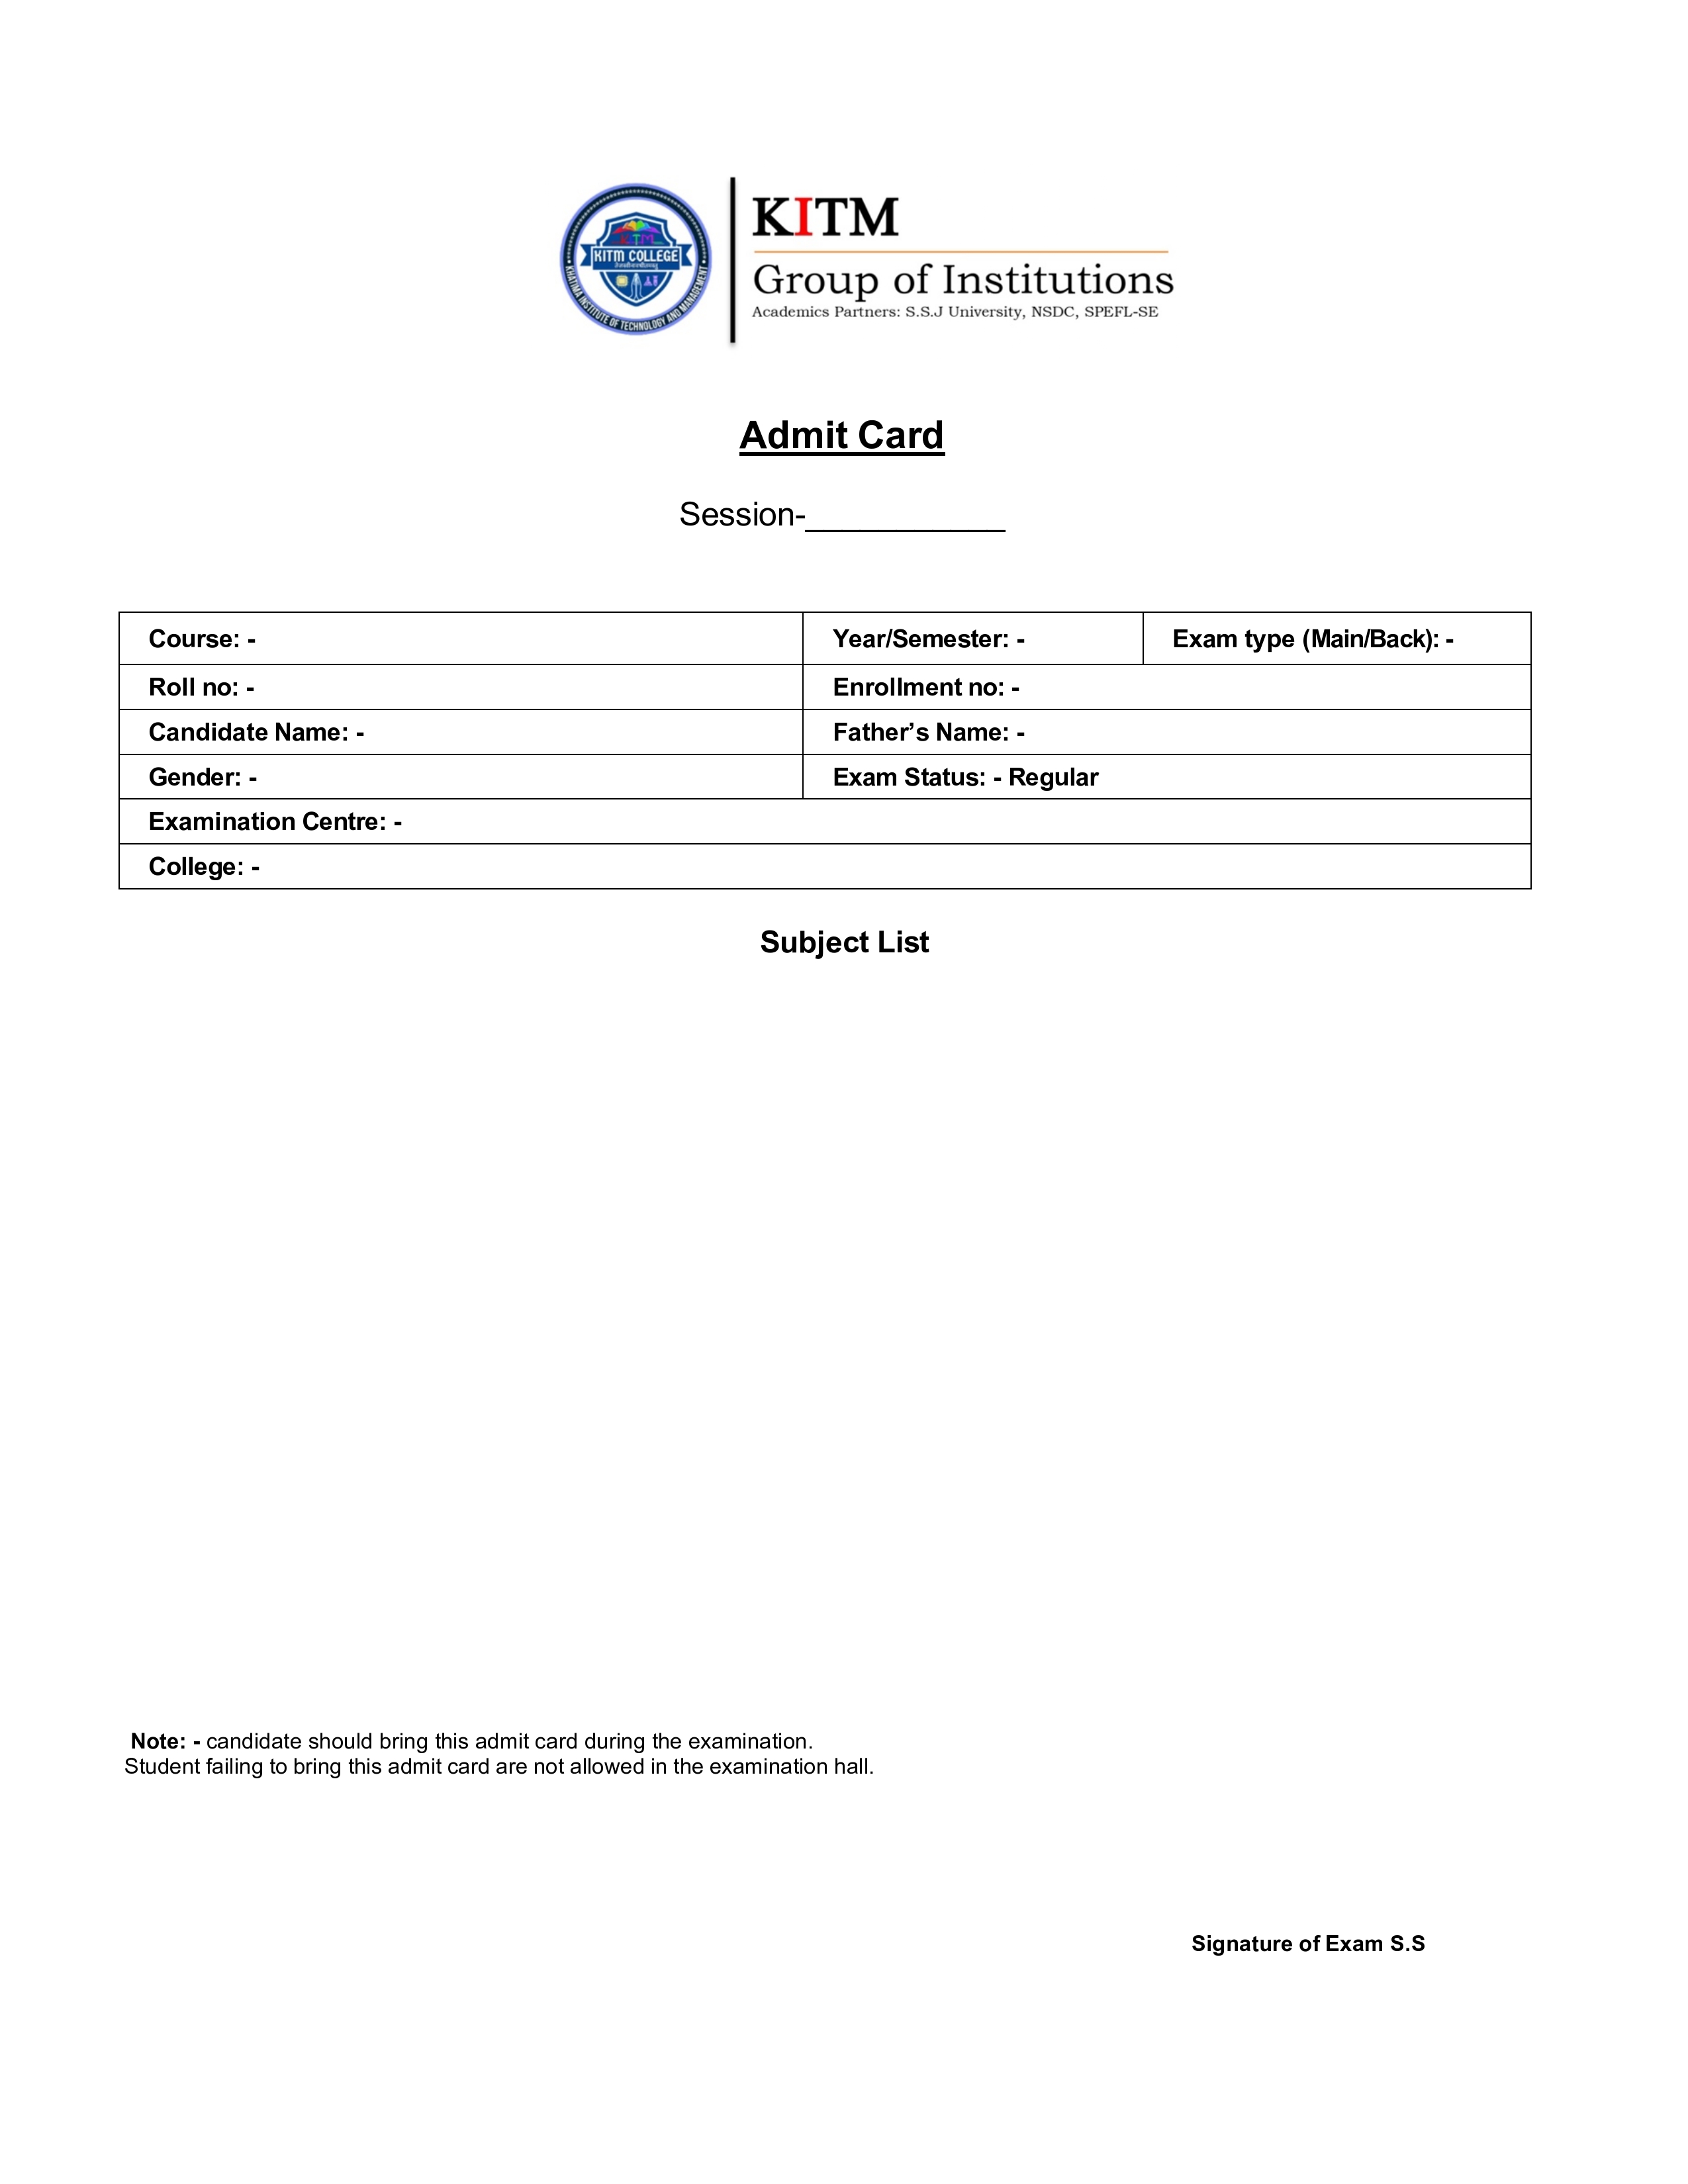 KITM
KITM COLLEGE
KHATIMA INSTITUTE OF TECHNOLOGY AND MANAGEMENT
KITM
Group of Institutions
Academics Partners: S.S.J University, NSDC, SPEFL-SE
Admit Card
Session-___________
Course: - Year/Semester: - Exam type (Main/Back): -
Roll no: - Enrollment no: -
Candidate Name: - Father’s Name: -
Gender: - Exam Status: - Regular
Examination Centre: -
College: -
Subject List
Note: - candidate should bring this admit card during the examination.
Student failing to bring this admit card are not allowed in the examination hall.
Signature of Exam S.S